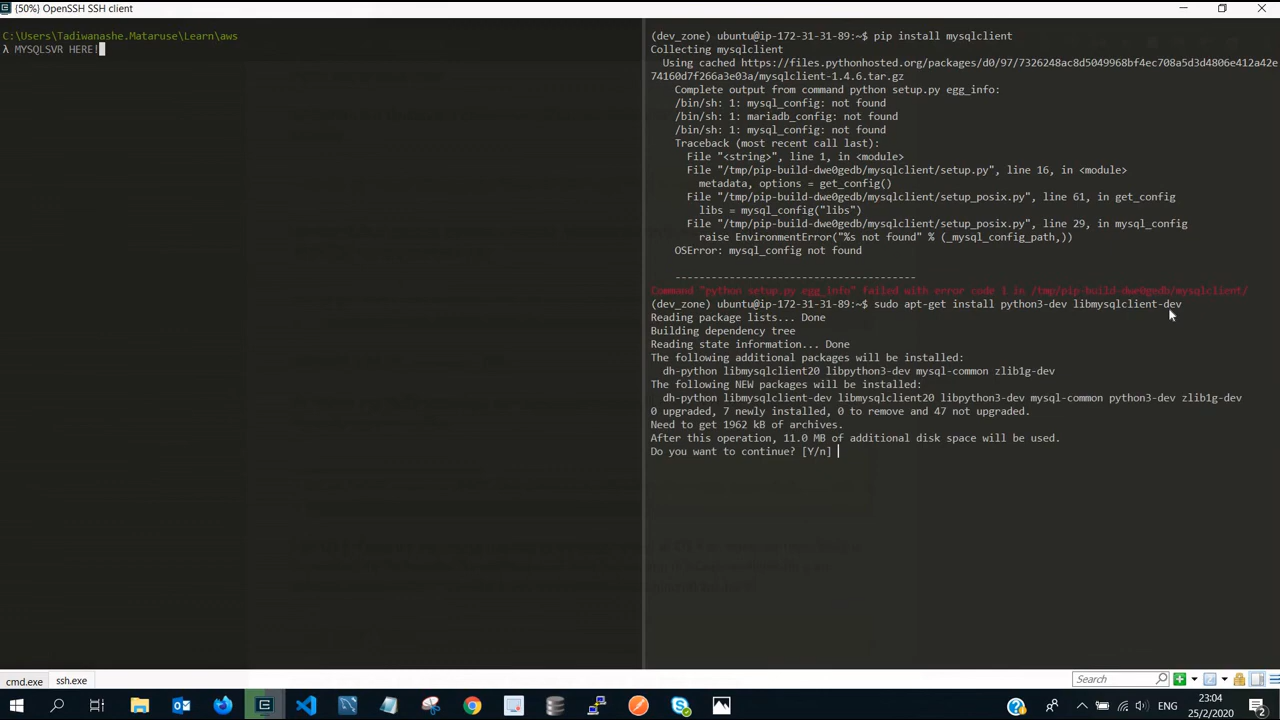 (50%) OpenSSH SSH client
C:\Users\Tadiwanashe.Mataruse\Learn\aws
λ MYSQLSVR HERE!
(dev_zone) ubuntu@ip-172-31-31-89:~$ pip install mysqlclient
Collecting mysqlclient
Using cached https://files.pythonhosted.org/packages/d0/97/7326248ac8d5049968bf4ec708a5d3d4806e412a42e
74160d7f266a3e03a/mysqlclient-1.4.6.tar.gz
Complete output from command python setup.py egg_info:
/bin/sh: 1: mysql_config: not found
/bin/sh: 1: mariadb_config: not found
/bin/sh: 1: mysql_config: not found
Traceback (most recent call last):
File "<string>", line 1, in <module>
File "/tmp/pip-build-dwe0gedb/mysqlclient/setup.py", line 16, in <module>
metadata, options = get_config()
File "/tmp/pip-build-dwe0gedb/mysqlclient/setup_posix.py", line 61, in get_config
libs = mysql_config("libs")
File "/tmp/pip-build-dwe0gedb/mysqlclient/setup_posix.py", line 29, in mysql_config
raise EnvironmentError("%s not found" % (_mysql_config_path,))
OSError: mysql_config not found
----------------------------------------
Command "python setup.py egg_info" failed with error code 1 in /tmp/pip-build-dwe0gedb/mysqlclient/
(dev_zone) ubuntu@ip-172-31-31-89:~$ sudo apt-get install python3-dev libmysqlclient-dev
Reading package lists... Done
Building dependency tree
Reading state information... Done
The following additional packages will be installed:
dh-python libmysqlclient20 libpython3-dev mysql-common zlib1g-dev
The following NEW packages will be installed:
dh-python libmysqlclient-dev libmysqlclient20 libpython3-dev mysql-common python3-dev zlib1g-dev
0 upgraded, 7 newly installed, 0 to remove and 47 not upgraded.
Need to get 1962 kB of archives.
After this operation, 11.0 MB of additional disk space will be used.
Do you want to continue? [Y/n]
cmd.exe
ssh.exe
Search
ENG
23:04
25/2/2020
2